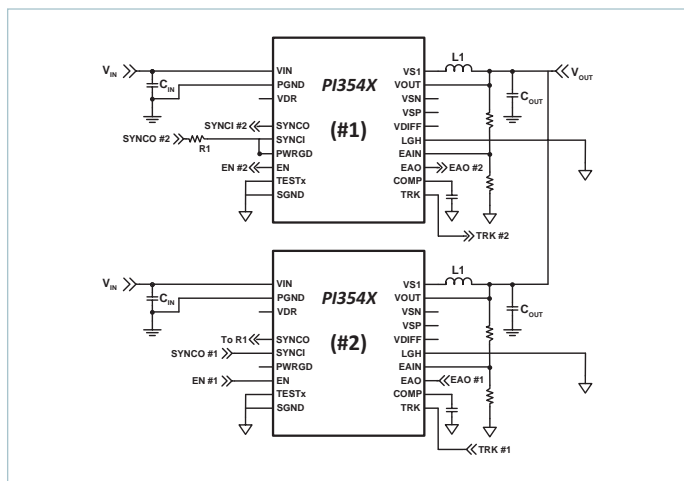 VIN
CIN
VIN
PGND
VDR
SYNCI #2
SYNCO
SYNCO #2
R1
SYNCI
PWRGD
EN #2
EN
TESTx
SGND
PI354X
(#1)
VS1
VOUT
VSN
VSP
VDIFF
LGH
EAIN
EAO
COMP
TRK
L1
VOUT
COUT
EAO #2
TRK #2
VIN
CIN
VIN
PGND
VDR
To R1
SYNCO
SYNCO #1
SYNCI
PWRGD
EN #1
EN
TESTx
SGND
PI354X
(#2)
VS1
VOUT
VSN
VSP
VDIFF
LGH
EAIN
EAO
COMP
TRK
L1
COUT
EAO #1
TRK #1